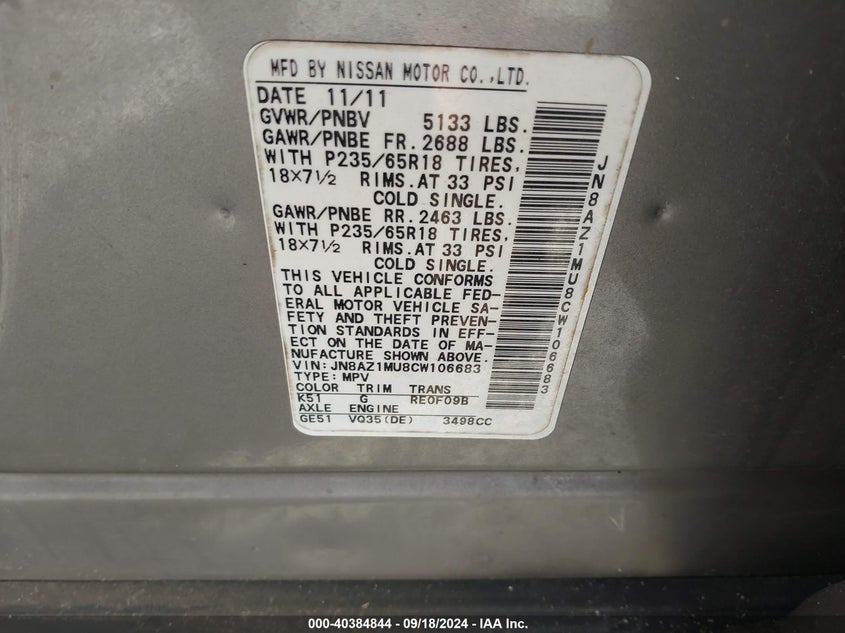 MFD BY NISSAN MOTOR CO.,LTD.
DATE 11/11
GVWR/PNBV 5133 LBS.
GAWR/PNBE FR. 2688 LBS.
WITH P235/65R18 TIRES,
18×7½ RIMS. AT 33 PSI
COLD SINGLE.
GAWR/PNBE RR. 2463 LBS.
WITH P235/65R18 TIRES,
18×7½ RIMS. AT 33 PSI
COLD SINGLE.
THIS VEHICLE CONFORMS
TO ALL APPLICABLE FED-
ERAL MOTOR VEHICLE SA-
FETY AND THEFT PREVEN-
TION STANDARDS IN EFF-
ECT ON THE DATE OF MA-
NUFACTURE SHOWN ABOVE.
VIN: JN8AZ1MU8CW106683
TYPE: MPV
COLOR TRIM TRANS
K51 G RE0F09B
AXLE ENGINE
GE51 VQ35(DE) 3498CC
JN8AZ1MU8CW106683
000-40384844 — 09/18/2024 — IAA Inc.